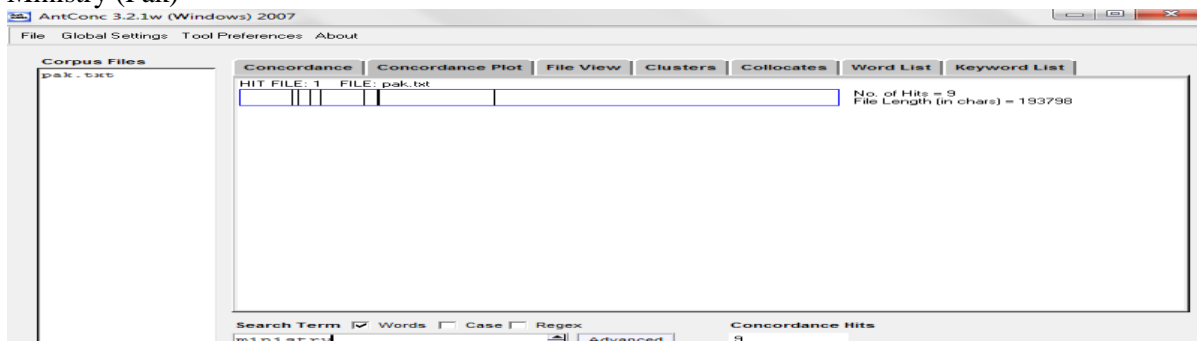 Ministry (Pak)
AntConc 3.2.1w (Windows) 2007
File Global Settings Tool Preferences About
Corpus Files
pak.txt
Concordance Concordance Plot File View Clusters Collocates Word List Keyword List
HIT FILE: 1 FILE: pak.txt
No. of Hits = 9
File Length (in chars) = 193798
Search Term Words Case Regex
Concordance Hits
ministry
Advanced
9